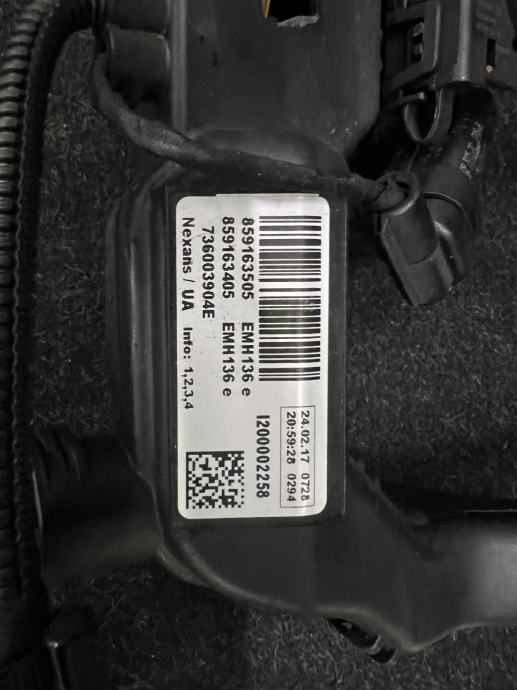 24.02.17 0728
20:59:28 0294
859163505 EMH136 e
859163405 EMH136 e
736003904E
I200002258
Nexans / UA Info: 1,2,3,4